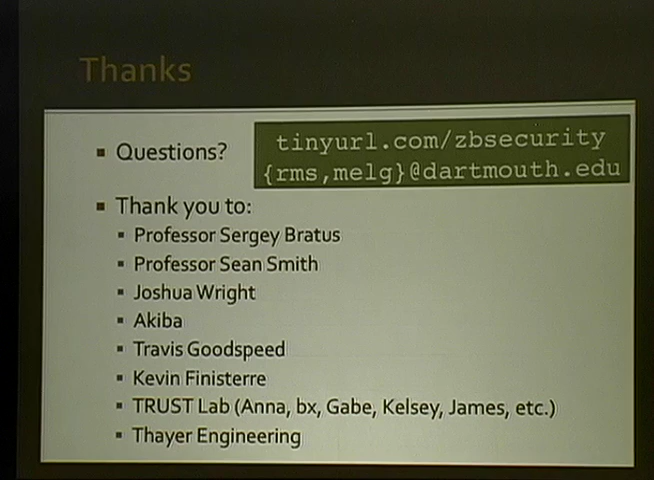 Thanks
Questions?
tinyurl.com/zbsecurity
{rms,melg}@dartmouth.edu
Thank you to:
Professor Sergey Bratus
Professor Sean Smith
Joshua Wright
Akiba
Travis Goodspeed
Kevin Finisterre
TRUST Lab (Anna, bx, Gabe, Kelsey, James, etc.)
Thayer Engineering